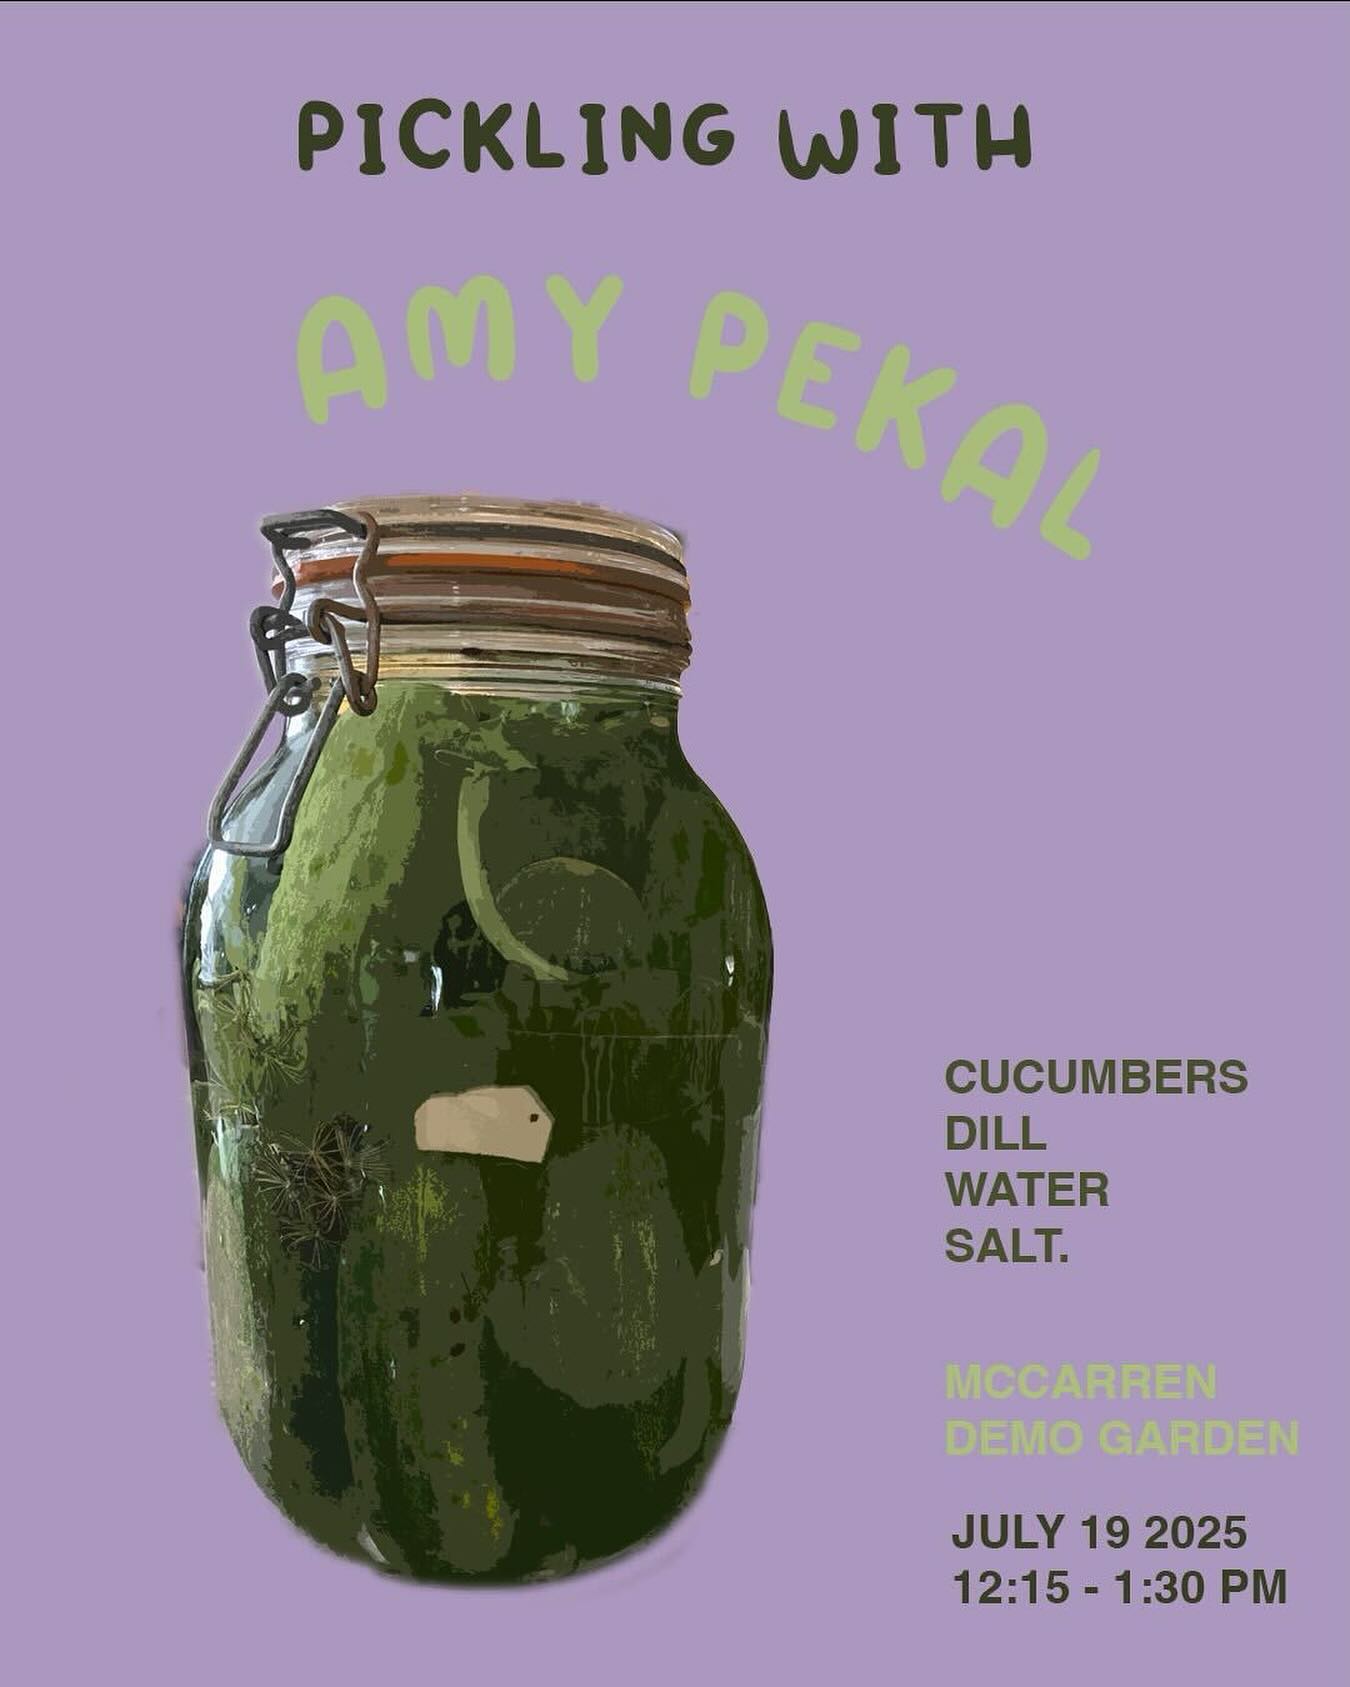 PICKLING WITH
AMY PEKAL
CUCUMBERS
DILL
WATER
SALT.
MCCARREN
DEMO GARDEN
JULY 19 2025
12:15 - 1:30 PM